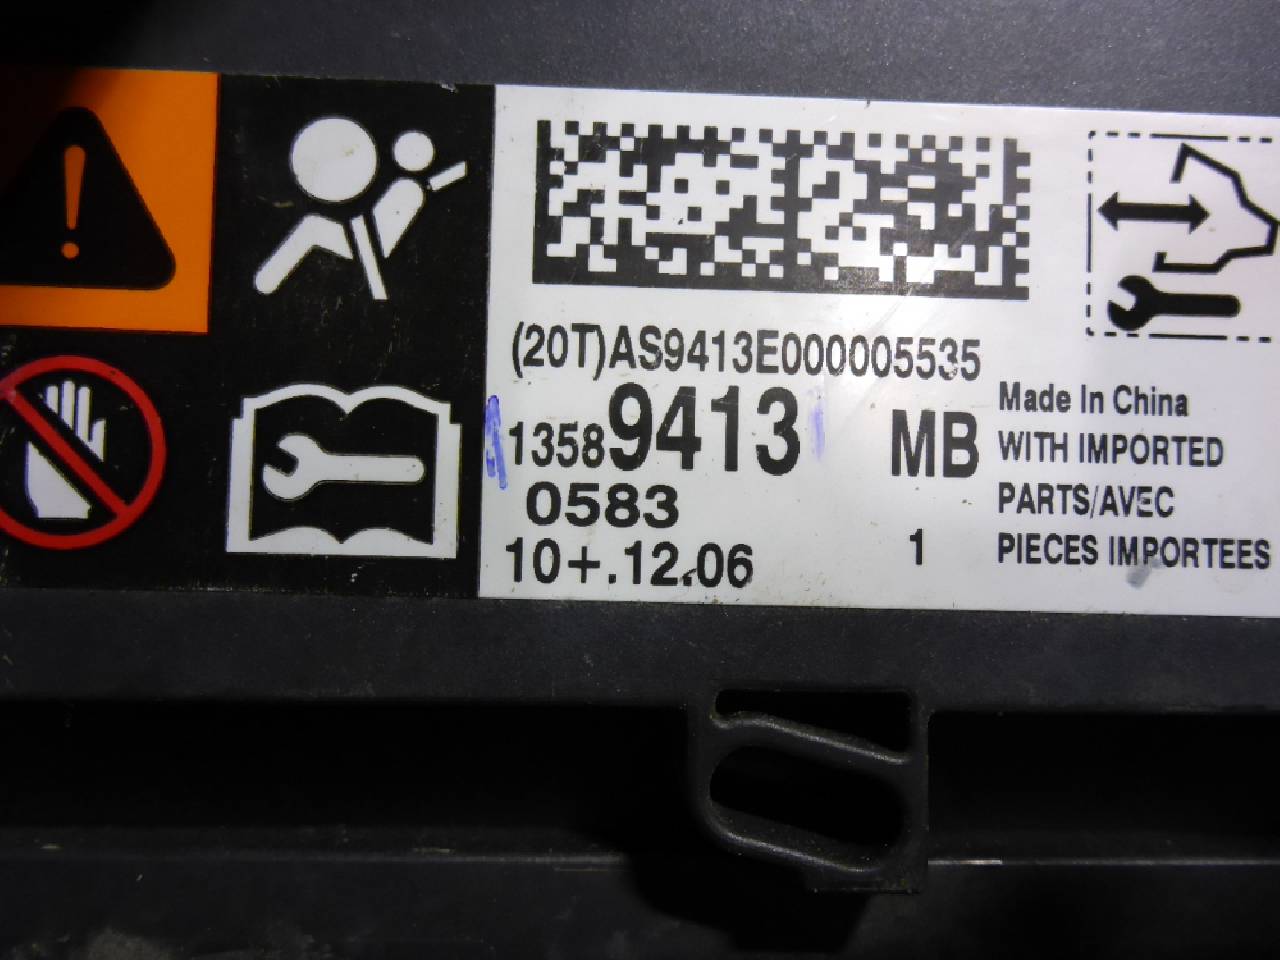 (20T)AS9413E000005535
13589413 MB
0583
10+.12.06 1
Made In China
WITH IMPORTED
PARTS/AVEC
PIECES IMPORTEES